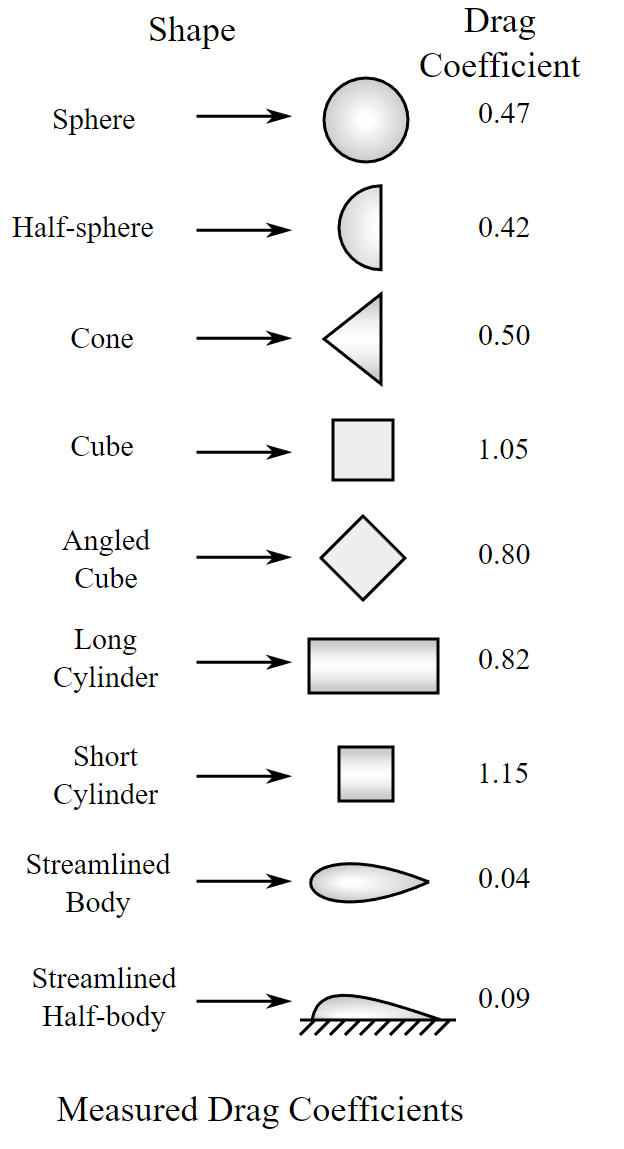 Shape
Drag
Coefficient
Sphere
0.47
Half-sphere
0.42
Cone
0.50
Cube
1.05
Angled
Cube
0.80
Long
Cylinder
0.82
Short
Cylinder
1.15
Streamlined
Body
0.04
Streamlined
Half-body
0.09
Measured Drag Coefficients